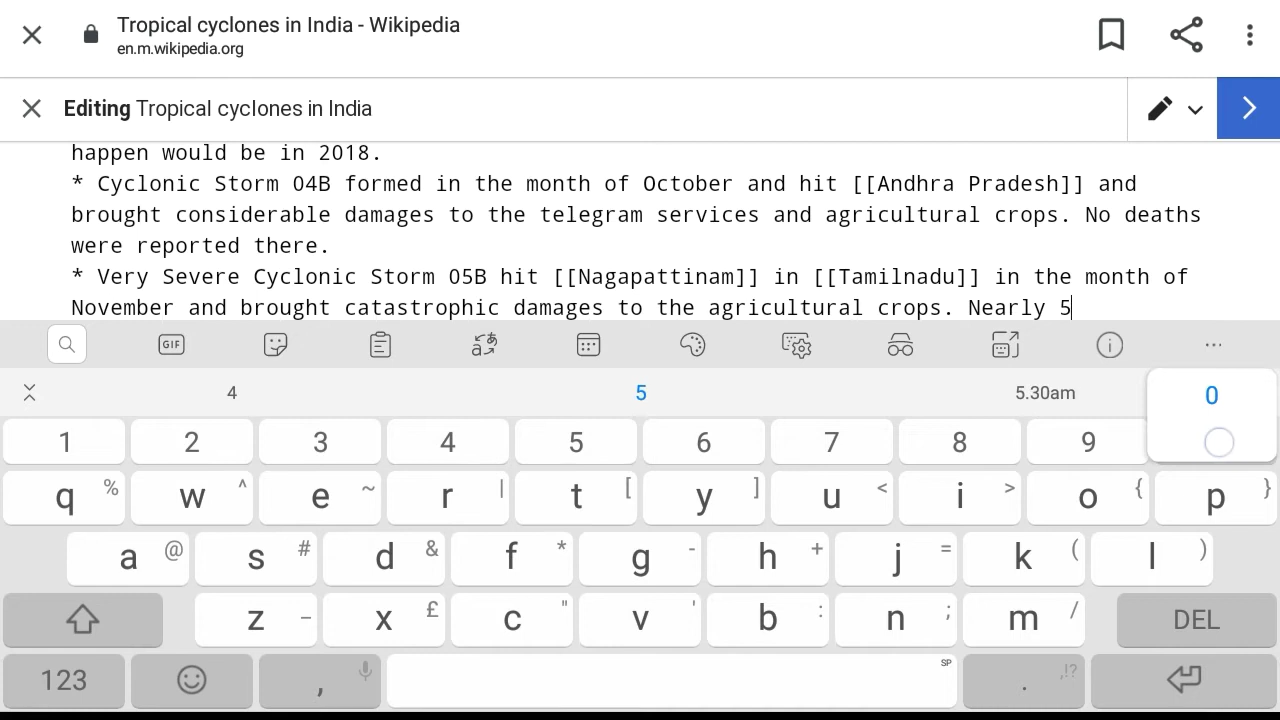 Tropical cyclones in India - Wikipedia
en.m.wikipedia.org
Editing Tropical cyclones in India
happen would be in 2018.
* Cyclonic Storm 04B formed in the month of October and hit [[Andhra Pradesh]] and
brought considerable damages to the telegram services and agricultural crops. No deaths
were reported there.
* Very Severe Cyclonic Storm 05B hit [[Nagapattinam]] in [[Tamilnadu]] in the month of
November and brought catastrophic damages to the agricultural crops. Nearly 5
GIF
4 5 5.30am 0
1 2 3 4 5 6 7 8 9
q % w ^ e ~ r | t [ y ] u < i > o { p }
a @ s # d & f * g - h + j = k ( l )
z _ x £ c " v ' b : n ; m / DEL
123 , SP . ,!?